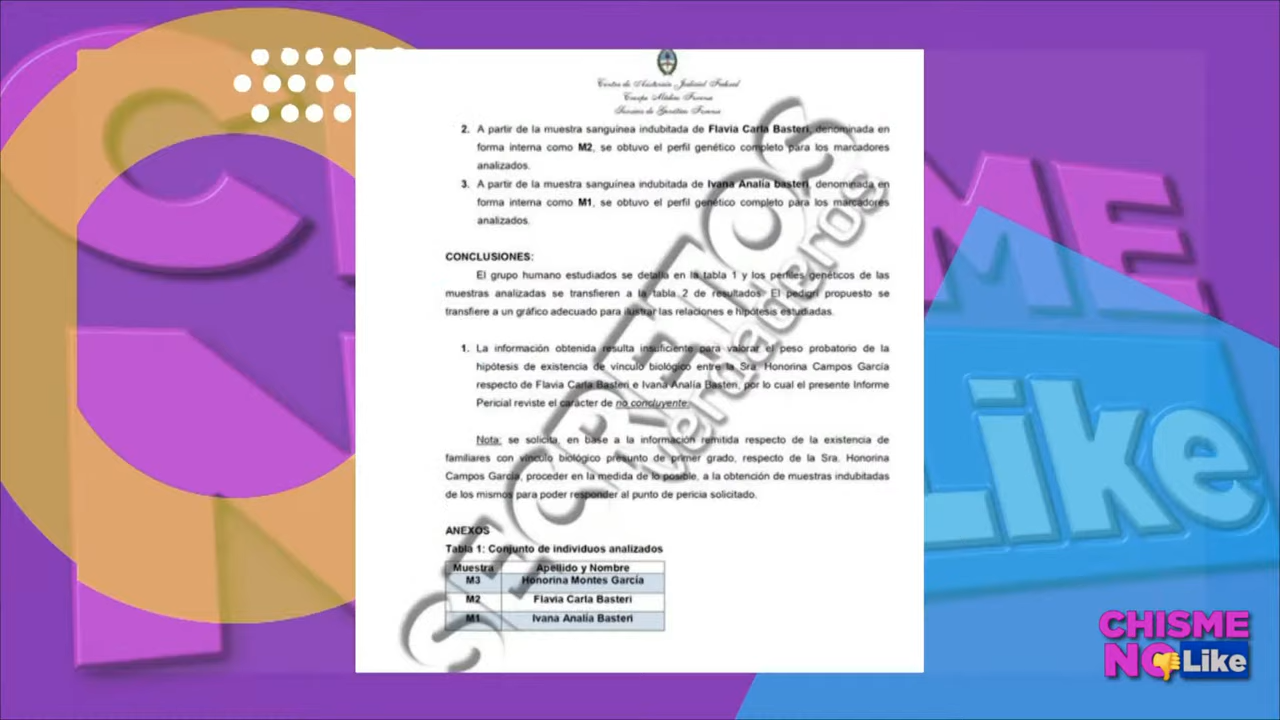 Centro de Asistencia Judicial Federal
Cuerpo Médico Forense
Servicio de Genética Forense
2. A partir de la muestra sanguínea indubitada de Flavia Carla Basteri, denominada en
forma interna como M2, se obtuvo el perfil genético completo para los marcadores
analizados.
3. A partir de la muestra sanguínea indubitada de Ivana Analía basteri, denominada en
forma interna como M1, se obtuvo el perfil genético completo para los marcadores
analizados.
CONCLUSIONES:
El grupo humano estudiados se detalla en la tabla 1 y los perfiles genéticos de las
muestras analizadas se transfieren a la tabla 2 de resultados. El pedigrí propuesto se
transfiere a un gráfico adecuado para ilustrar las relaciones e hipótesis estudiadas.
1. La información obtenida resulta insuficiente para valorar el peso probatorio de la
hipótesis de existencia de vínculo biológico entre la Sra. Honorina Campos García
respecto de Flavia Carla Basteri e Ivana Analía Basteri, por lo cual el presente Informe
Pericial reviste el carácter de no concluyente.
Nota: se solicita, en base a la información remitida respecto de la existencia de
familiares con vínculo biológico presunto de primer grado, respecto de la Sra. Honorina
Campos García, proceder en la medida de lo posible, a la obtención de muestras indubitadas
de los mismos para poder responder al punto de pericia solicitado.
ANEXOS
Tabla 1: Conjunto de individuos analizados
Muestra Apellido y Nombre
M3 Honorina Montes García
M2 Flavia Carla Basteri
M1 Ivana Analía Basteri
SECRETOS
verdaderos
ME
Like
CHISME
NO Like